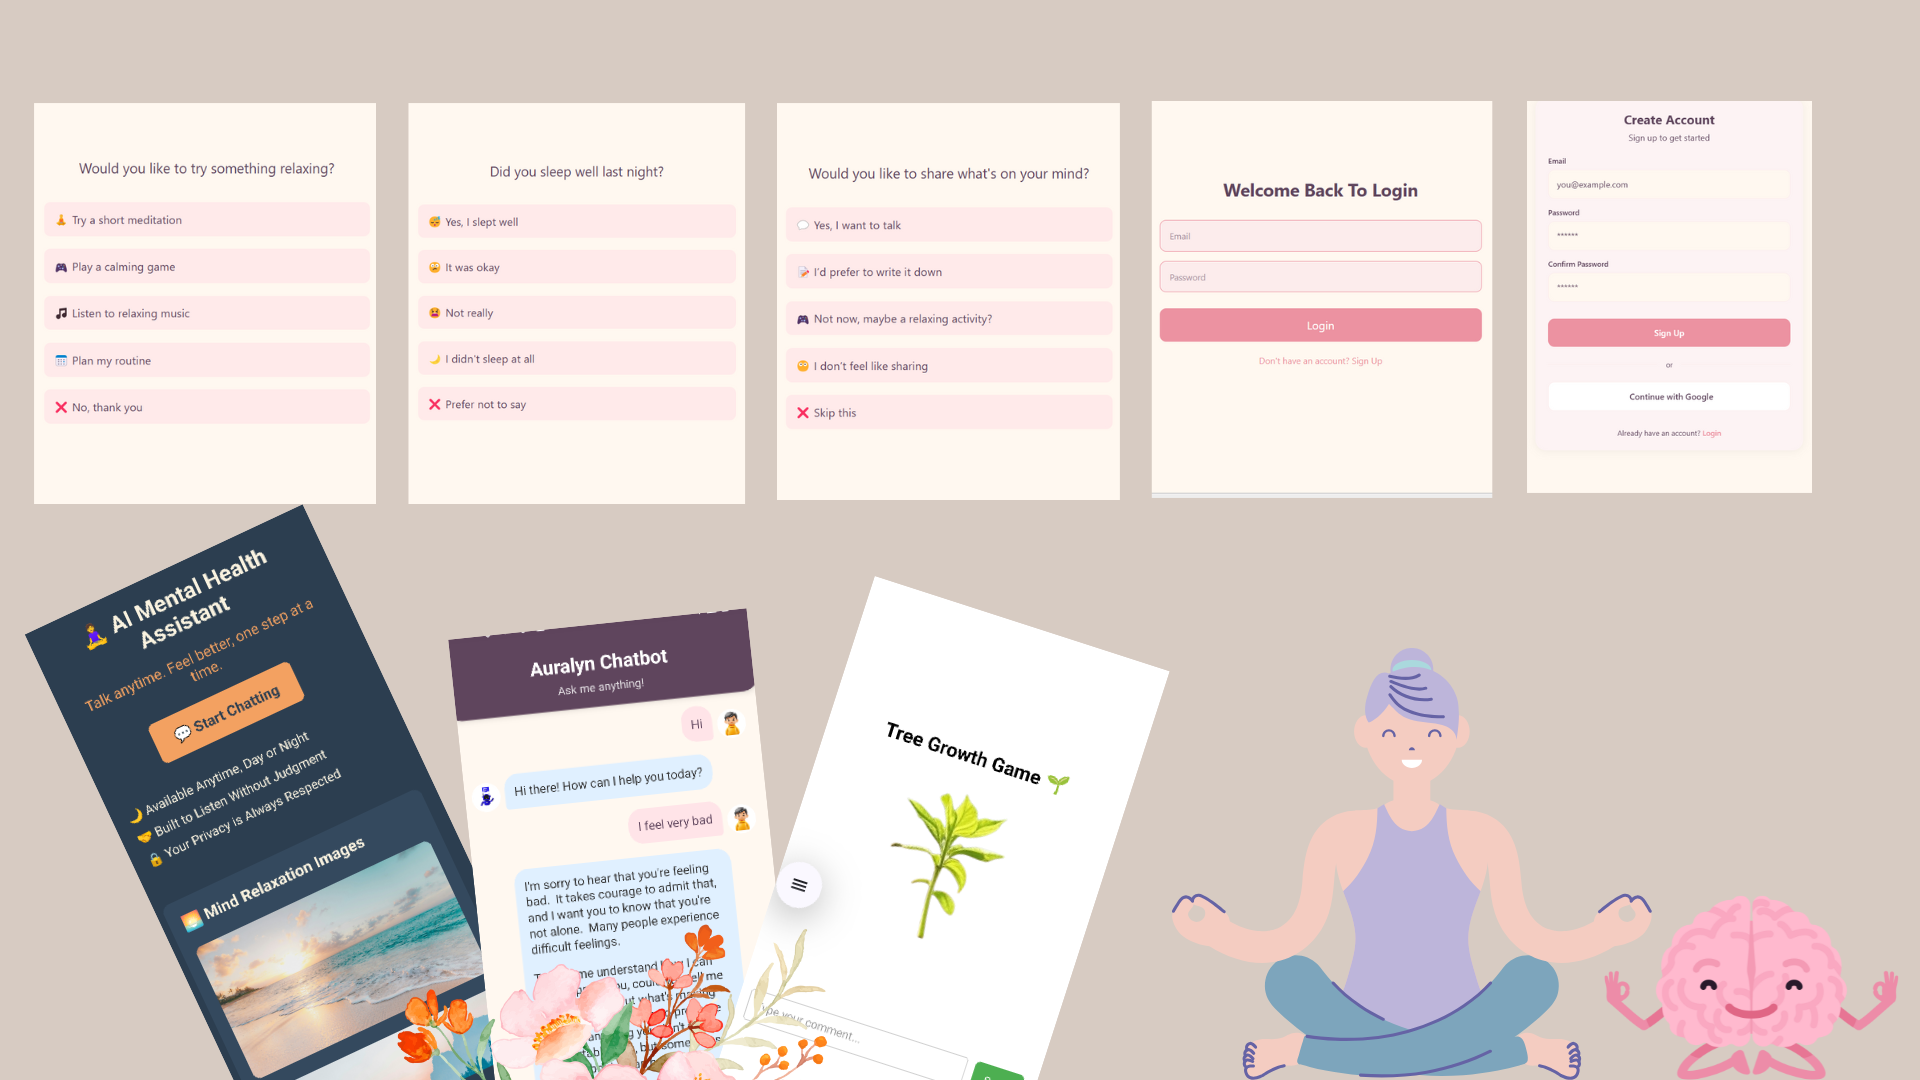 Would you like to try something relaxing?
Try a short meditation
Play a calming game
Listen to relaxing music
Plan my routine
No, thank you
Did you sleep well last night?
Yes, I slept well
It was okay
Not really
I didn't sleep at all
Prefer not to say
Would you like to share what's on your mind?
Yes, I want to talk
I'd prefer to write it down
Not now, maybe a relaxing activity?
I don't feel like sharing
Skip this
Welcome Back To Login
Email
Password
Login
Don't have an account? Sign Up
Create Account
Sign up to get started
Email
you@example.com
Password
******
Confirm Password
******
Sign Up
or
Continue with Google
Already have an account? Login
AI Mental Health
Assistant
Talk anytime. Feel better, one step at a
time.
Start Chatting
Available Anytime, Day or Night
Built to Listen Without Judgment
Your Privacy is Always Respected
Mind Relaxation Images
Auralyn Chatbot
Ask me anything!
Hi
Hi there! How can I help you today?
I feel very bad
I'm sorry to hear that you're feeling
bad. It takes courage to admit that,
and I want you to know that you're
not alone. Many people experience
difficult feelings.
me understand I can
me
what's
but some
Tree Growth Game
your comment...